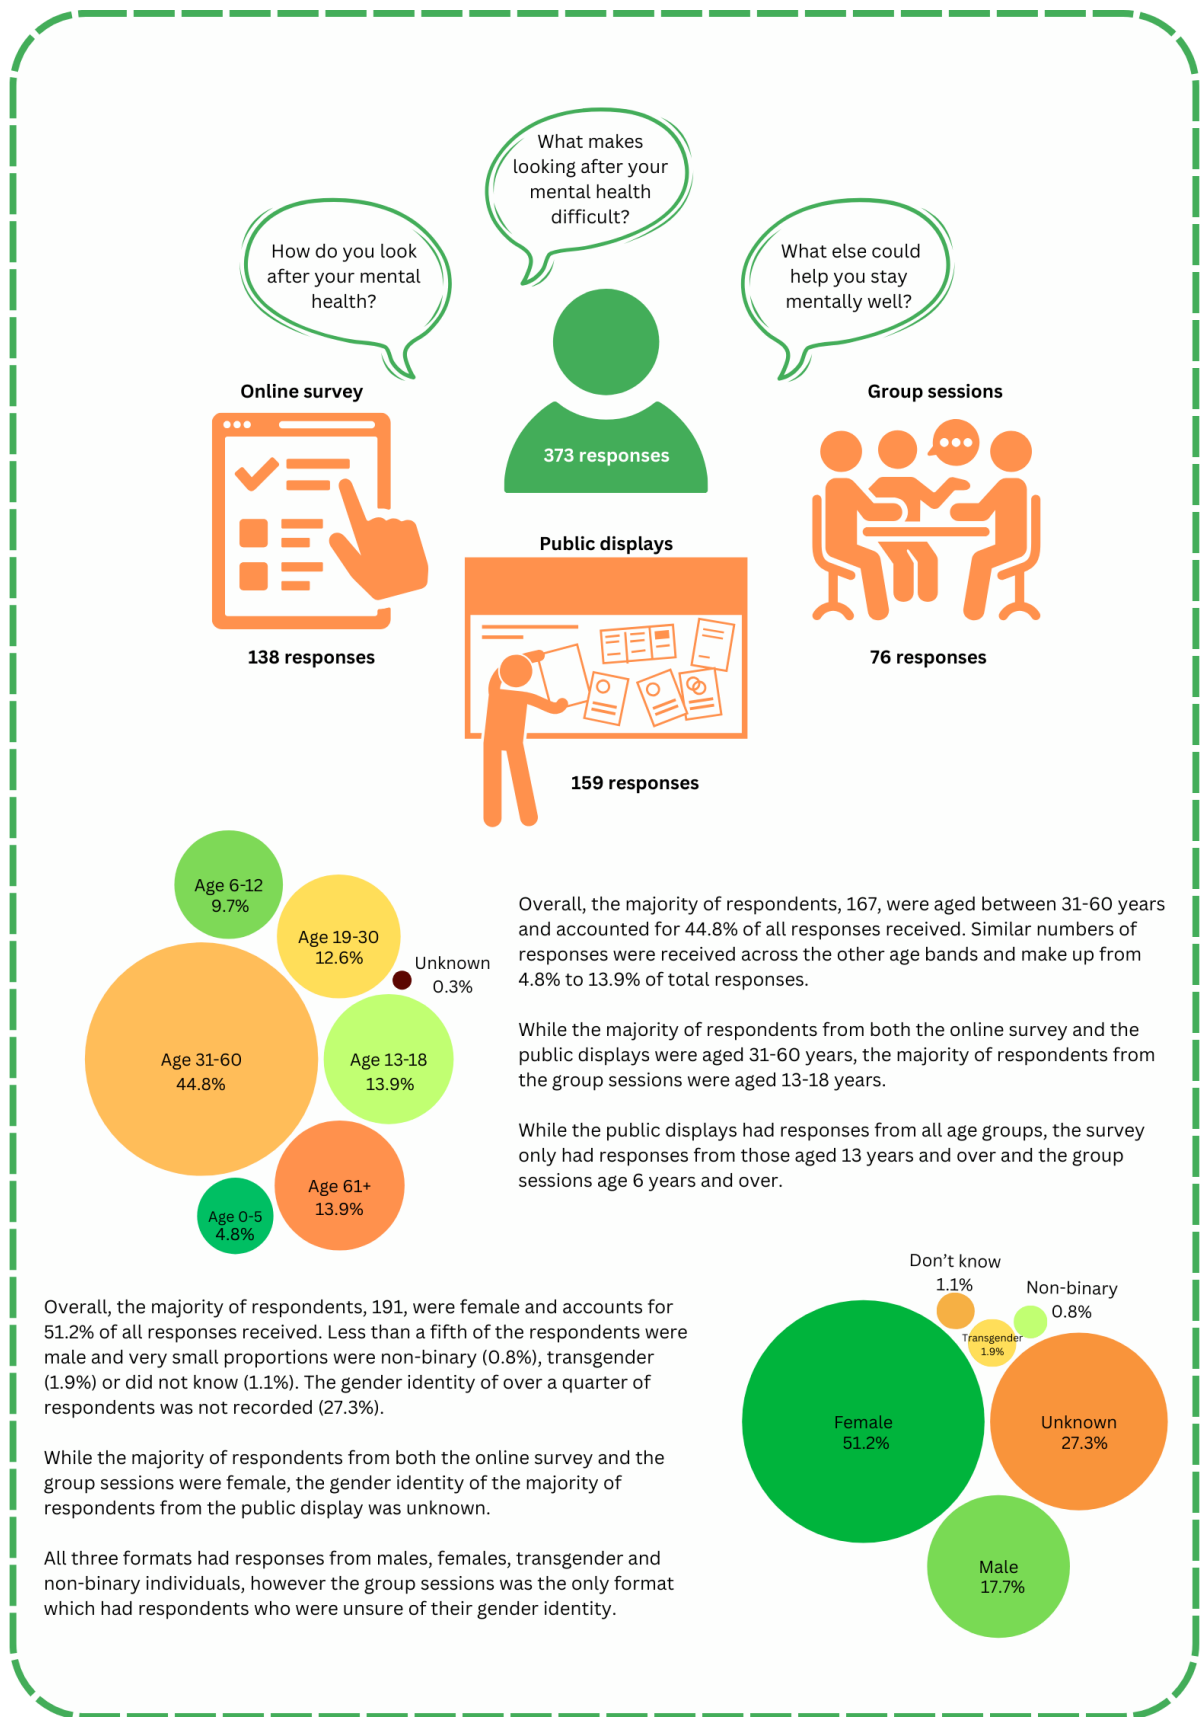 What makes
looking after your
mental health
difficult?
How do you look
after your mental
health?
What else could
help you stay
mentally well?
Online survey
Group sessions
373 responses
Public displays
138 responses
76 responses
159 responses
Age 6-12
9.7%
Age 19-30
12.6%
Unknown
0.3%
Age 31-60
44.8%
Age 13-18
13.9%
Age 61+
13.9%
Age 0-5
4.8%
Overall, the majority of respondents, 167, were aged between 31-60 years
and accounted for 44.8% of all responses received. Similar numbers of
responses were received across the other age bands and make up from
4.8% to 13.9% of total responses.
While the majority of respondents from both the online survey and the
public displays were aged 31-60 years, the majority of respondents from
the group sessions were aged 13-18 years.
While the public displays had responses from all age groups, the survey
only had responses from those aged 13 years and over and the group
sessions age 6 years and over.
Overall, the majority of respondents, 191, were female and accounts for
51.2% of all responses received. Less than a fifth of the respondents were
male and very small proportions were non-binary (0.8%), transgender
(1.9%) or did not know (1.1%). The gender identity of over a quarter of
respondents was not recorded (27.3%).
While the majority of respondents from both the online survey and the
group sessions were female, the gender identity of the majority of
respondents from the public display was unknown.
All three formats had responses from males, females, transgender and
non-binary individuals, however the group sessions was the only format
which had respondents who were unsure of their gender identity.
Don’t know
1.1%
Non-binary
0.8%
Transgender
1.9%
Female
51.2%
Unknown
27.3%
Male
17.7%